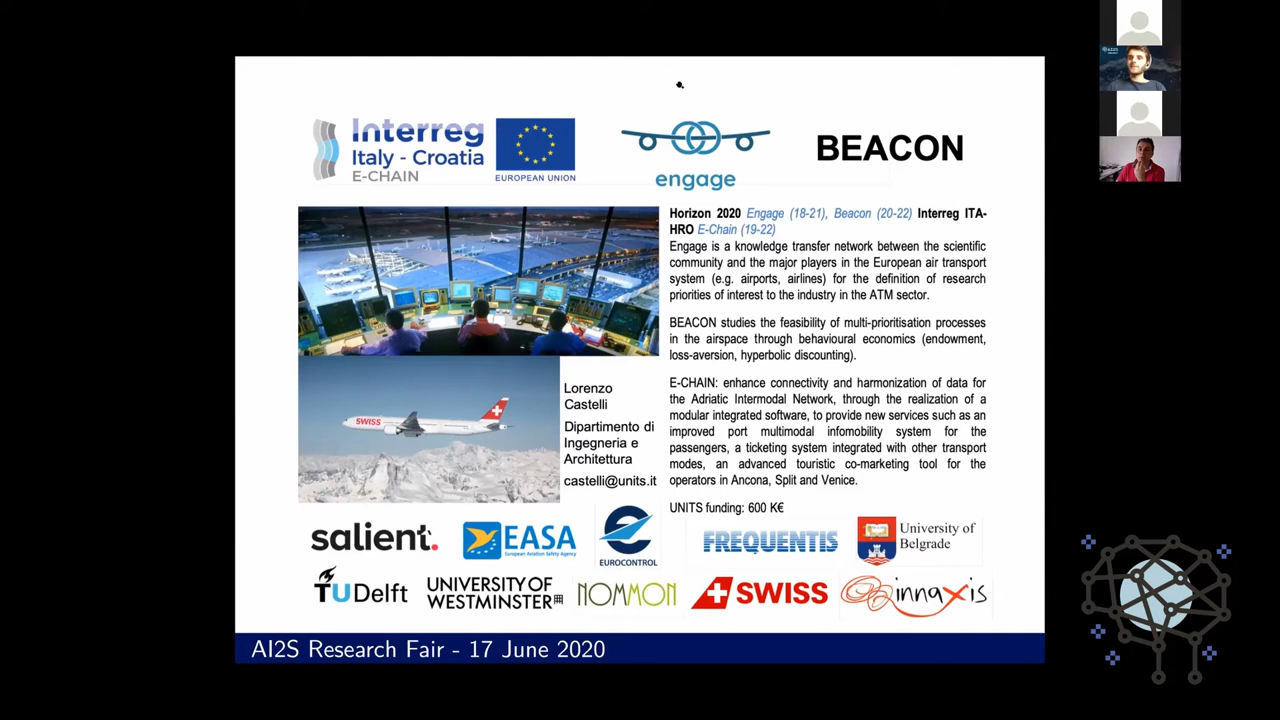 Interreg
Italy - Croatia
E-CHAIN
EUROPEAN UNION
engage
BEACON
Horizon 2020 Engage (18-21), Beacon (20-22) Interreg ITA-
HRO E-Chain (19-22)
Engage is a knowledge transfer network between the scientific
community and the major players in the European air transport
system (e.g. airports, airlines) for the definition of research
priorities of interest to the industry in the ATM sector.
BEACON studies the feasibility of multi-prioritisation processes
in the airspace through behavioural economics (endowment,
loss-aversion, hyperbolic discounting).
E-CHAIN: enhance connectivity and harmonization of data for
the Adriatic Intermodal Network, through the realization of a
modular integrated software, to provide new services such as an
improved port multimodal infomobility system for the
passengers, a ticketing system integrated with other transport
modes, an advanced touristic co-marketing tool for the
operators in Ancona, Split and Venice.
UNITS funding: 600 K€
SWISS
Lorenzo
Castelli
Dipartimento di
Ingegneria e
Architettura
castelli@units.it
salient.
EASA
European Aviation Safety Agency
EUROCONTROL
FREQUENTIS
University of
Belgrade
TUDelft
UNIVERSITY OF
WESTMINSTER
NOMMON
SWISS
innaxis
AI2S Research Fair - 17 June 2020